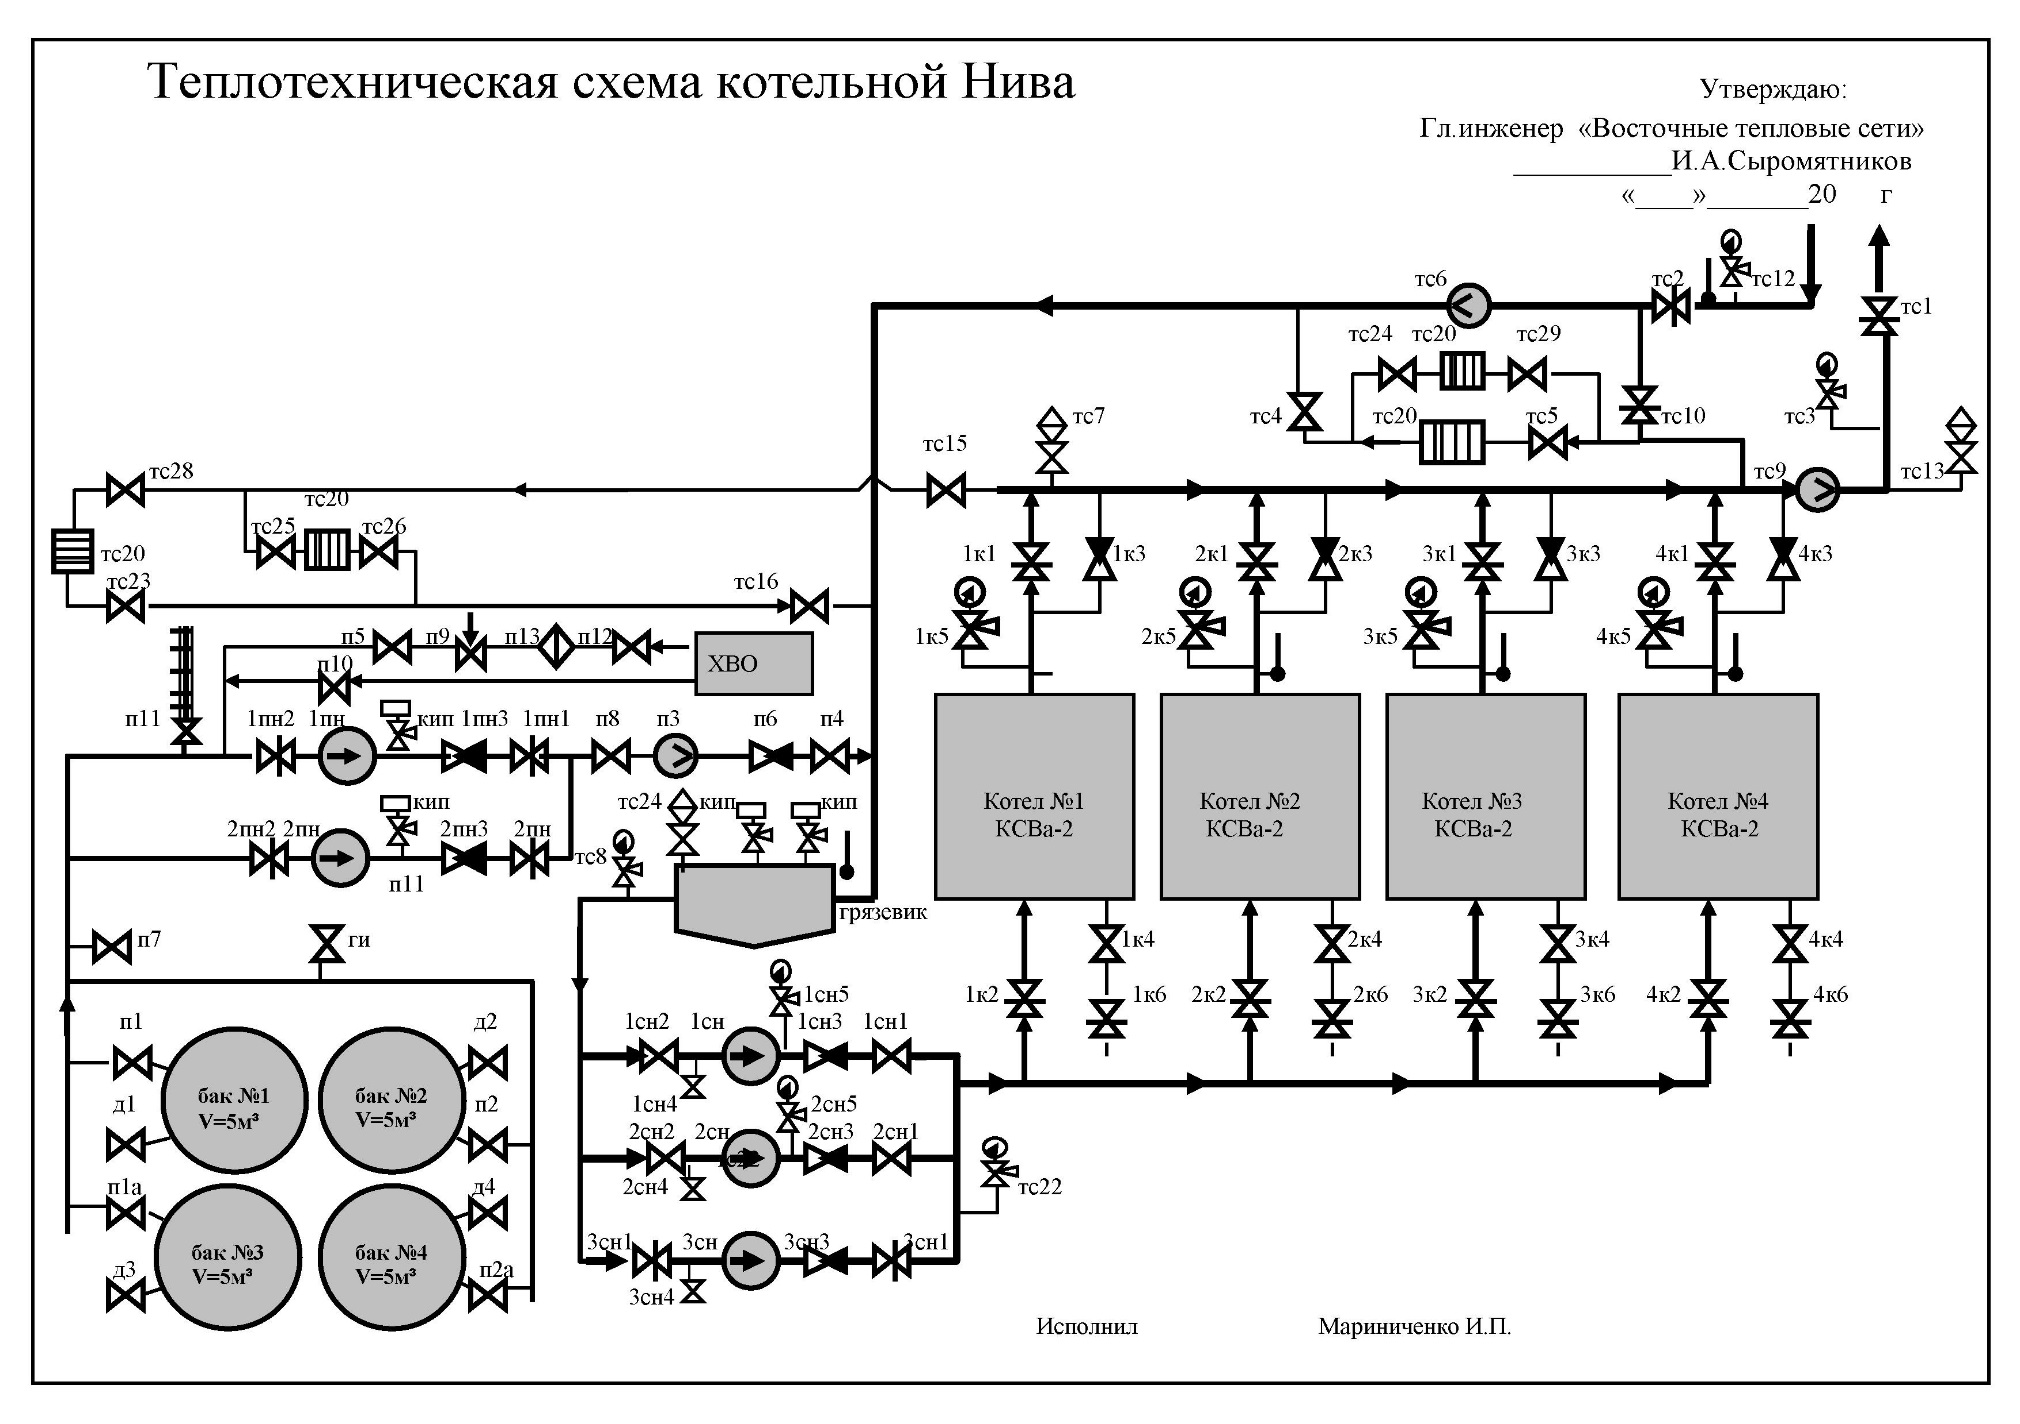 Теплотехническая схема котельной Нива
Утверждаю:
Гл.инженер «Восточные тепловые сети»
___________И.А.Сыромятников
«____»_______20 г
тс6
тс2
тс12
тс1
тс24
тс20
тс29
тс4
тс20
тс5
тс10
тс3
тс7
тс15
тс9
тс13
тс28
тс20
тс25
тс26
тс20
тс23
тс16
1к1
1к3
2к1
2к3
3к1
3к3
4к1
4к3
1к5
2к5
3к5
4к5
п5
п9
п13
п12
п10
ХВО
п11
1пн2
1пн
кип
1пн3
1пн1
п8
п3
п6
п4
тс24
кип
кип
кип
2пн2
2пн
2пн3
2пн
п11
тс8
грязевик
Котел №1
КСВа-2
Котел №2
КСВа-2
Котел №3
КСВа-2
Котел №4
КСВа-2
п7
ги
1к4
2к4
3к4
4к4
1к2
1к6
2к2
2к6
3к2
3к6
4к2
4к6
п1
д2
бак №1
V=5м³
бак №2
V=5м³
д1
п2
п1а
д4
бак №3
V=5м³
бак №4
V=5м³
д3
п2а
1сн5
1сн2
1сн
1сн3
1сн1
1сн4
2сн5
2сн2
2сн
2сн3
2сн1
тс22
2сн4
тс22
3сн1
3сн
3сн3
3сн1
3сн4
Исполнил Мариниченко И.П.